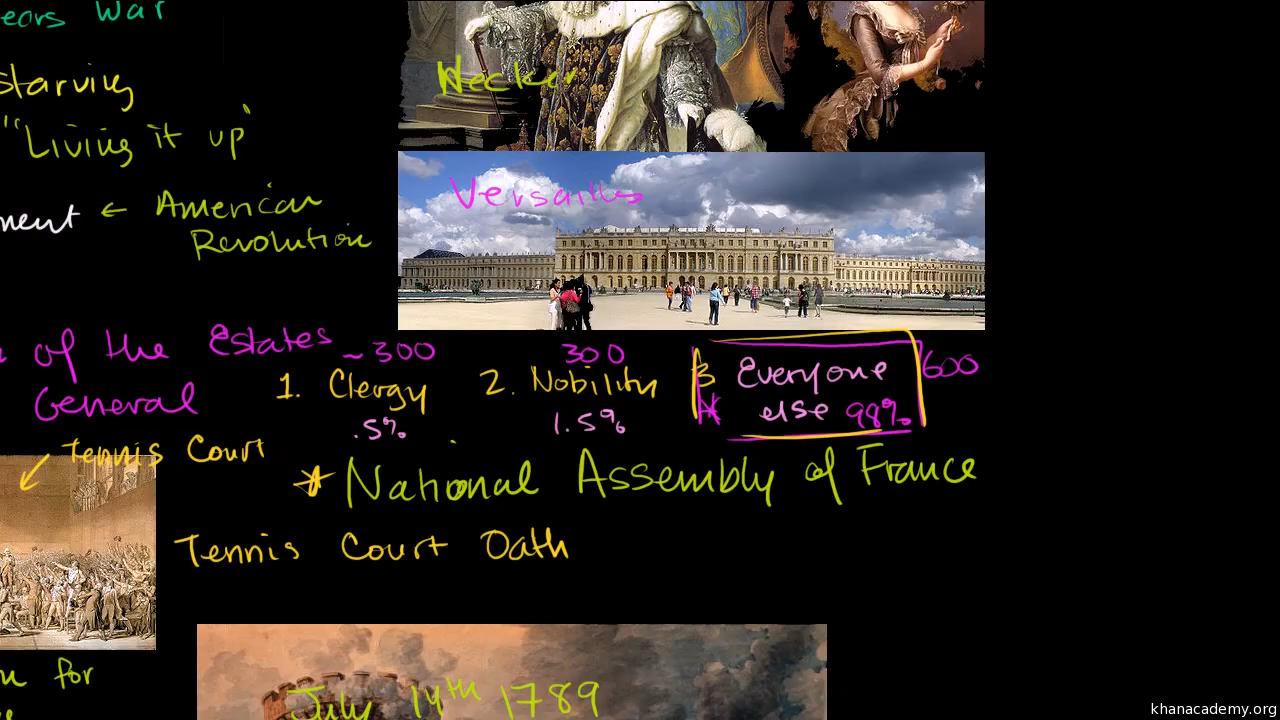 ears War
starving
"Living it up"
ment ← American
Revolution
Necker
Versailles
of the Estates
General
~300
1. Clergy
.5%
300
2. Nobility
1.5%
3 Everyone
else 98%
600
Tennis Court
* National Assembly of France
Tennis Court Oath
for
July 14th 1789
khanacademy.org